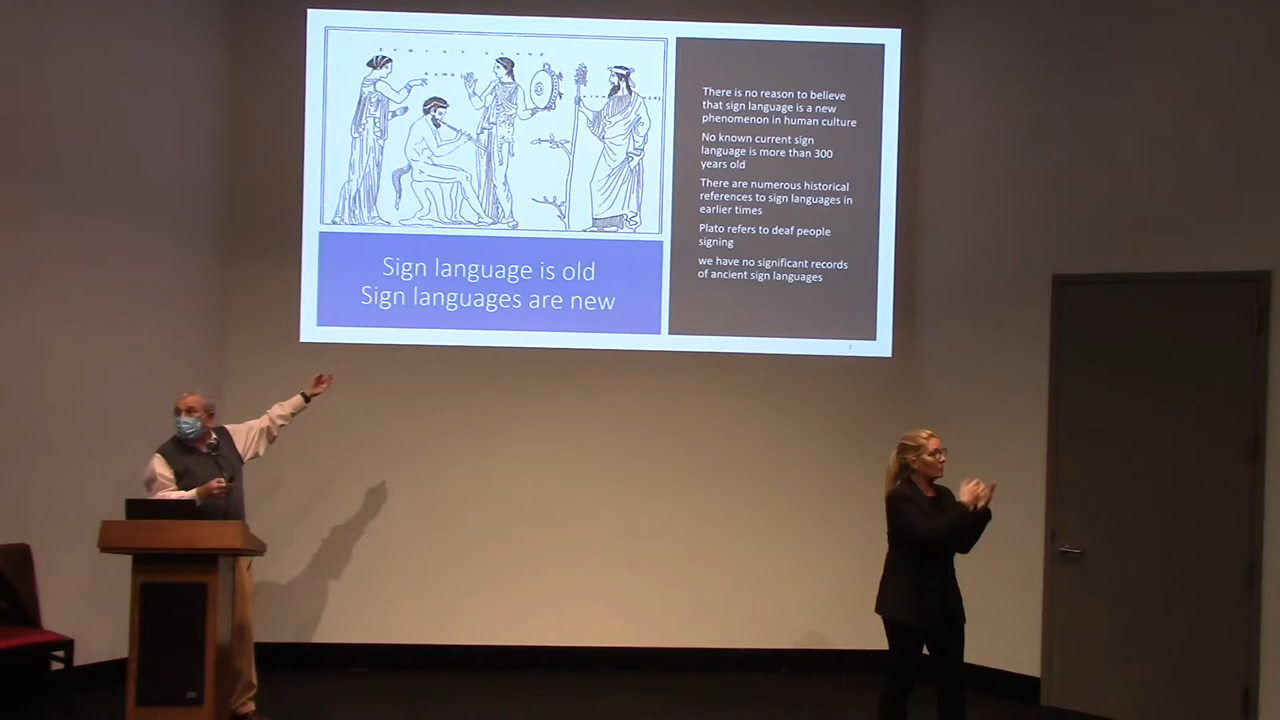 Sign language is old
Sign languages are new
There is no reason to believe
that sign language is a new
phenomenon in human culture
No known current sign
language is more than 300
years old
There are numerous historical
references to sign languages in
earlier times
Plato refers to deaf people
signing
we have no significant records
of ancient sign languages
2